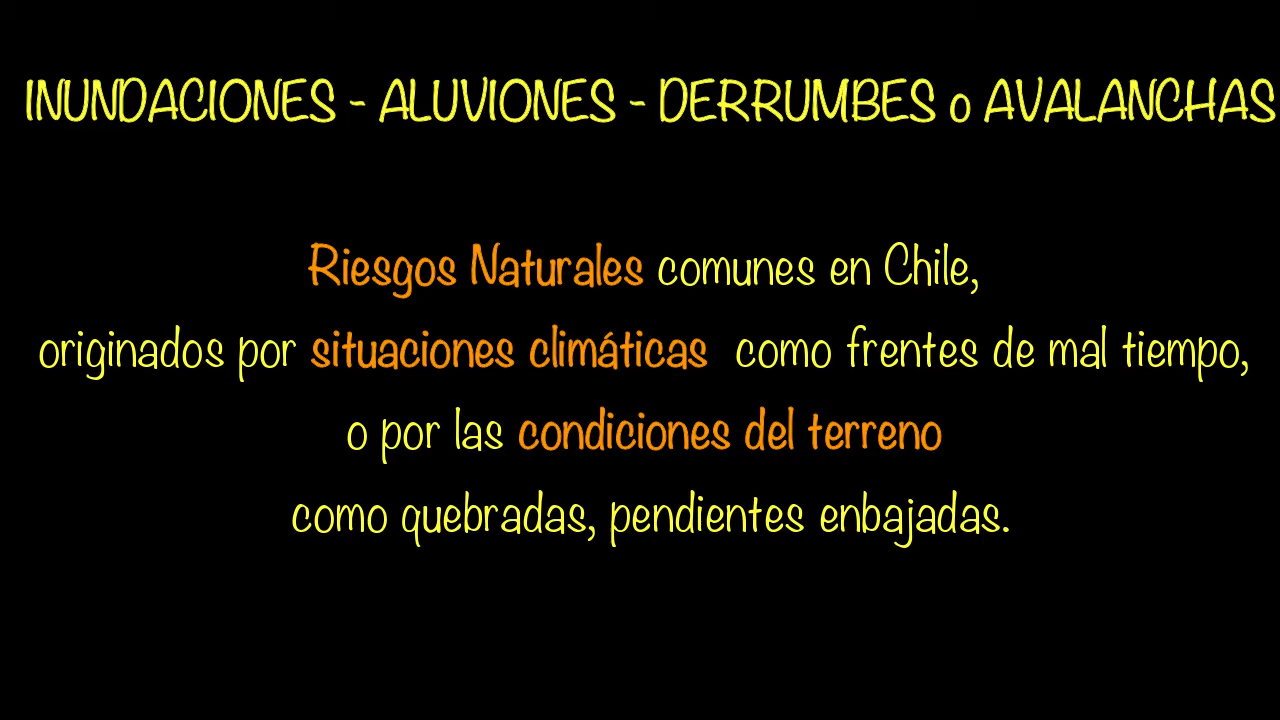 INUNDACIONES - ALUVIONES - DERRUMBES o AVALANCHAS
Riesgos Naturales comunes en Chile,
originados por situaciones climáticas como frentes de mal tiempo,
o por las condiciones del terreno
como quebradas, pendientes enbajadas.